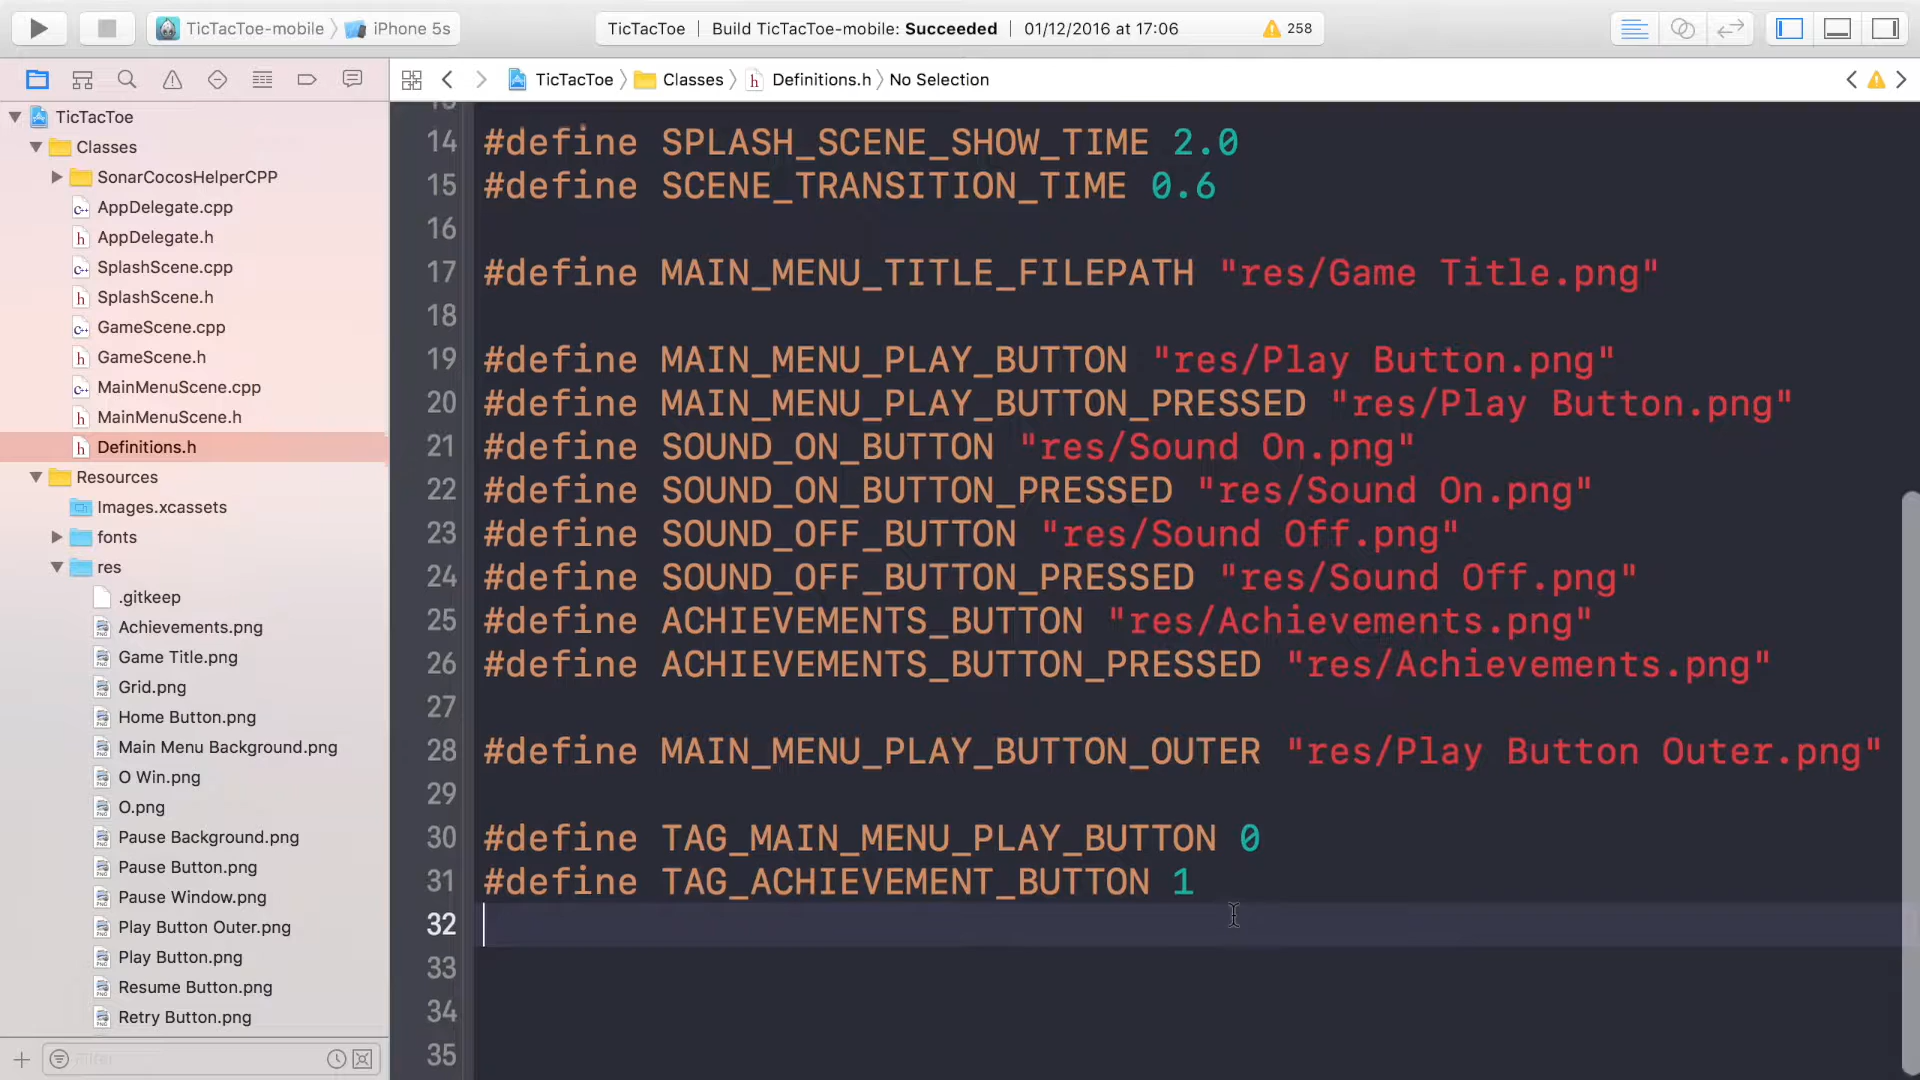 TicTacToe-mobile iPhone 5s
TicTacToe Build TicTacToe-mobile: Succeeded 01/12/2016 at 17:06 258
TicTacToe Classes h Definitions.h No Selection
TicTacToe
Classes
SonarCocosHelperCPP
AppDelegate.cpp
AppDelegate.h
SplashScene.cpp
SplashScene.h
GameScene.cpp
GameScene.h
MainMenuScene.cpp
MainMenuScene.h
Definitions.h
Resources
Images.xcassets
fonts
res
.gitkeep
Achievements.png
Game Title.png
Grid.png
Home Button.png
Main Menu Background.png
O Win.png
O.png
Pause Background.png
Pause Button.png
Pause Window.png
Play Button Outer.png
Play Button.png
Resume Button.png
Retry Button.png
Filter
14 #define SPLASH_SCENE_SHOW_TIME 2.0
15 #define SCENE_TRANSITION_TIME 0.6
16
17 #define MAIN_MENU_TITLE_FILEPATH "res/Game Title.png"
18
19 #define MAIN_MENU_PLAY_BUTTON "res/Play Button.png"
20 #define MAIN_MENU_PLAY_BUTTON_PRESSED "res/Play Button.png"
21 #define SOUND_ON_BUTTON "res/Sound On.png"
22 #define SOUND_ON_BUTTON_PRESSED "res/Sound On.png"
23 #define SOUND_OFF_BUTTON "res/Sound Off.png"
24 #define SOUND_OFF_BUTTON_PRESSED "res/Sound Off.png"
25 #define ACHIEVEMENTS_BUTTON "res/Achievements.png"
26 #define ACHIEVEMENTS_BUTTON_PRESSED "res/Achievements.png"
27
28 #define MAIN_MENU_PLAY_BUTTON_OUTER "res/Play Button Outer.png"
29
30 #define TAG_MAIN_MENU_PLAY_BUTTON 0
31 #define TAG_ACHIEVEMENT_BUTTON 1
32
33
34
35